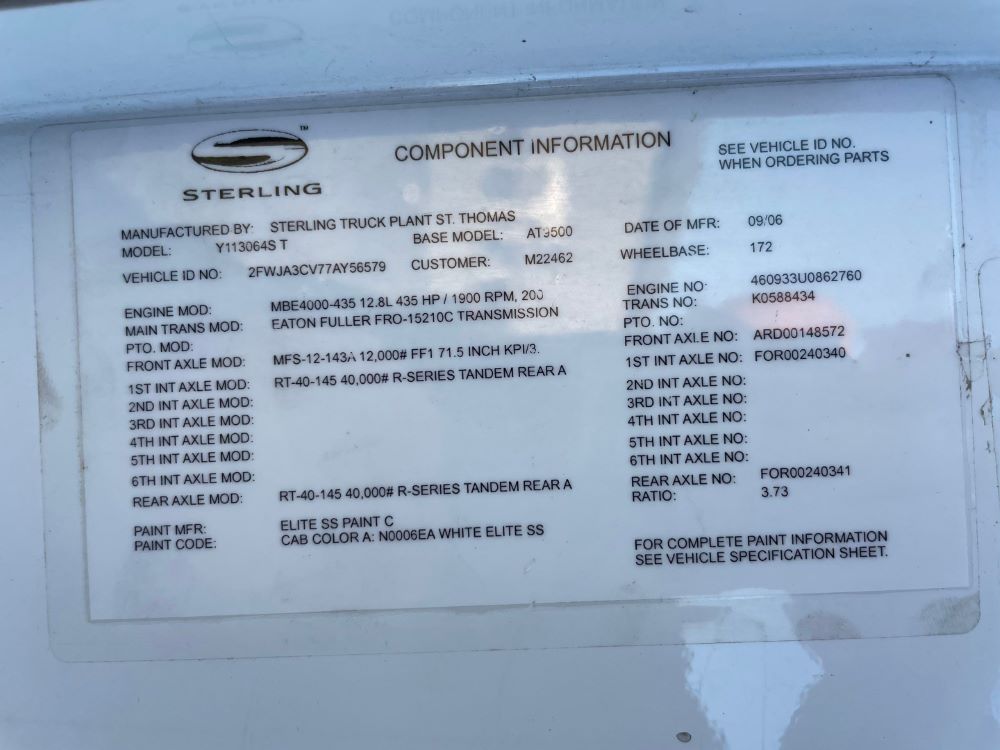 ™
STERLING
COMPONENT INFORMATION
SEE VEHICLE ID NO.
WHEN ORDERING PARTS
MANUFACTURED BY: STERLING TRUCK PLANT ST. THOMAS
MODEL: Y113064S T BASE MODEL: AT9500
VEHICLE ID NO: 2FWJA3CV77AY56579 CUSTOMER: M22462
DATE OF MFR: 09/06
WHEELBASE: 172
ENGINE MOD: MBE4000-435 12.8L 435 HP / 1900 RPM, 200
MAIN TRANS MOD: EATON FULLER FRO-15210C TRANSMISSION
PTO. MOD:
FRONT AXLE MOD: MFS-12-143A 12,000# FF1 71.5 INCH KPI/3.
1ST INT AXLE MOD: RT-40-145 40,000# R-SERIES TANDEM REAR A
2ND INT AXLE MOD:
3RD INT AXLE MOD:
4TH INT AXLE MOD:
5TH INT AXLE MOD:
6TH INT AXLE MOD:
REAR AXLE MOD: RT-40-145 40,000# R-SERIES TANDEM REAR A
PAINT MFR: ELITE SS PAINT C
PAINT CODE: CAB COLOR A: N0006EA WHITE ELITE SS
ENGINE NO: 460933U0862760
TRANS NO: K0588434
PTO. NO:
FRONT AXLE NO: ARD00148572
1ST INT AXLE NO: FOR00240340
2ND INT AXLE NO:
3RD INT AXLE NO:
4TH INT AXLE NO:
5TH INT AXLE NO:
6TH INT AXLE NO:
REAR AXLE NO: FOR00240341
RATIO: 3.73
FOR COMPLETE PAINT INFORMATION
SEE VEHICLE SPECIFICATION SHEET.